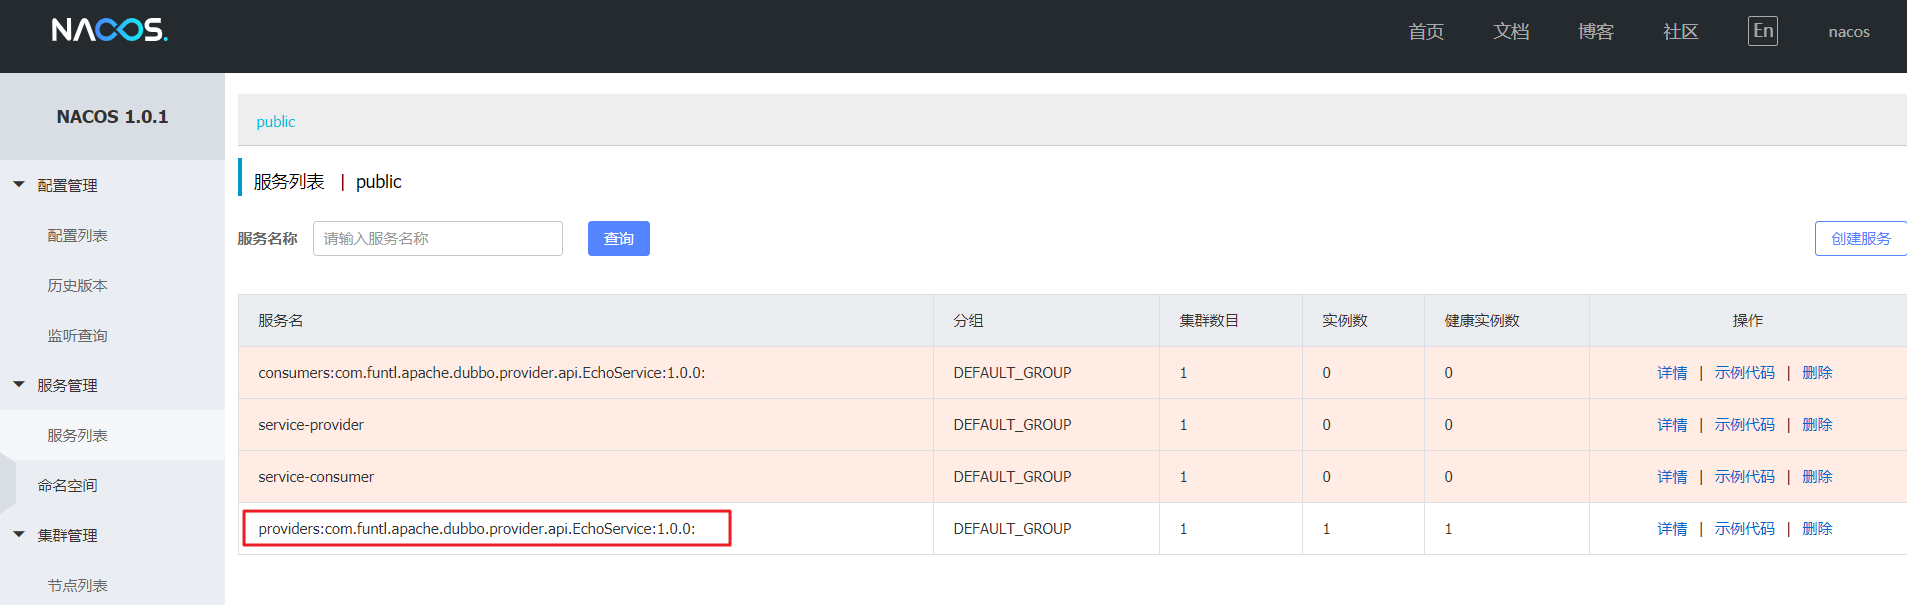 NACOS.
首页 文档 博客 社区 En nacos
NACOS 1.0.1
配置管理
配置列表
历史版本
监听查询
服务管理
服务列表
命名空间
集群管理
节点列表
public
服务列表 | public
服务名称 请输入服务名称 查询 创建服务
服务名 分组 集群数目 实例数 健康实例数 操作
consumers:com.funtl.apache.dubbo.provider.api.EchoService:1.0.0: DEFAULT_GROUP 1 0 0 详情 | 示例代码 | 删除
service-provider DEFAULT_GROUP 1 0 0 详情 | 示例代码 | 删除
service-consumer DEFAULT_GROUP 1 0 0 详情 | 示例代码 | 删除
providers:com.funtl.apache.dubbo.provider.api.EchoService:1.0.0: DEFAULT_GROUP 1 1 1 详情 | 示例代码 | 删除